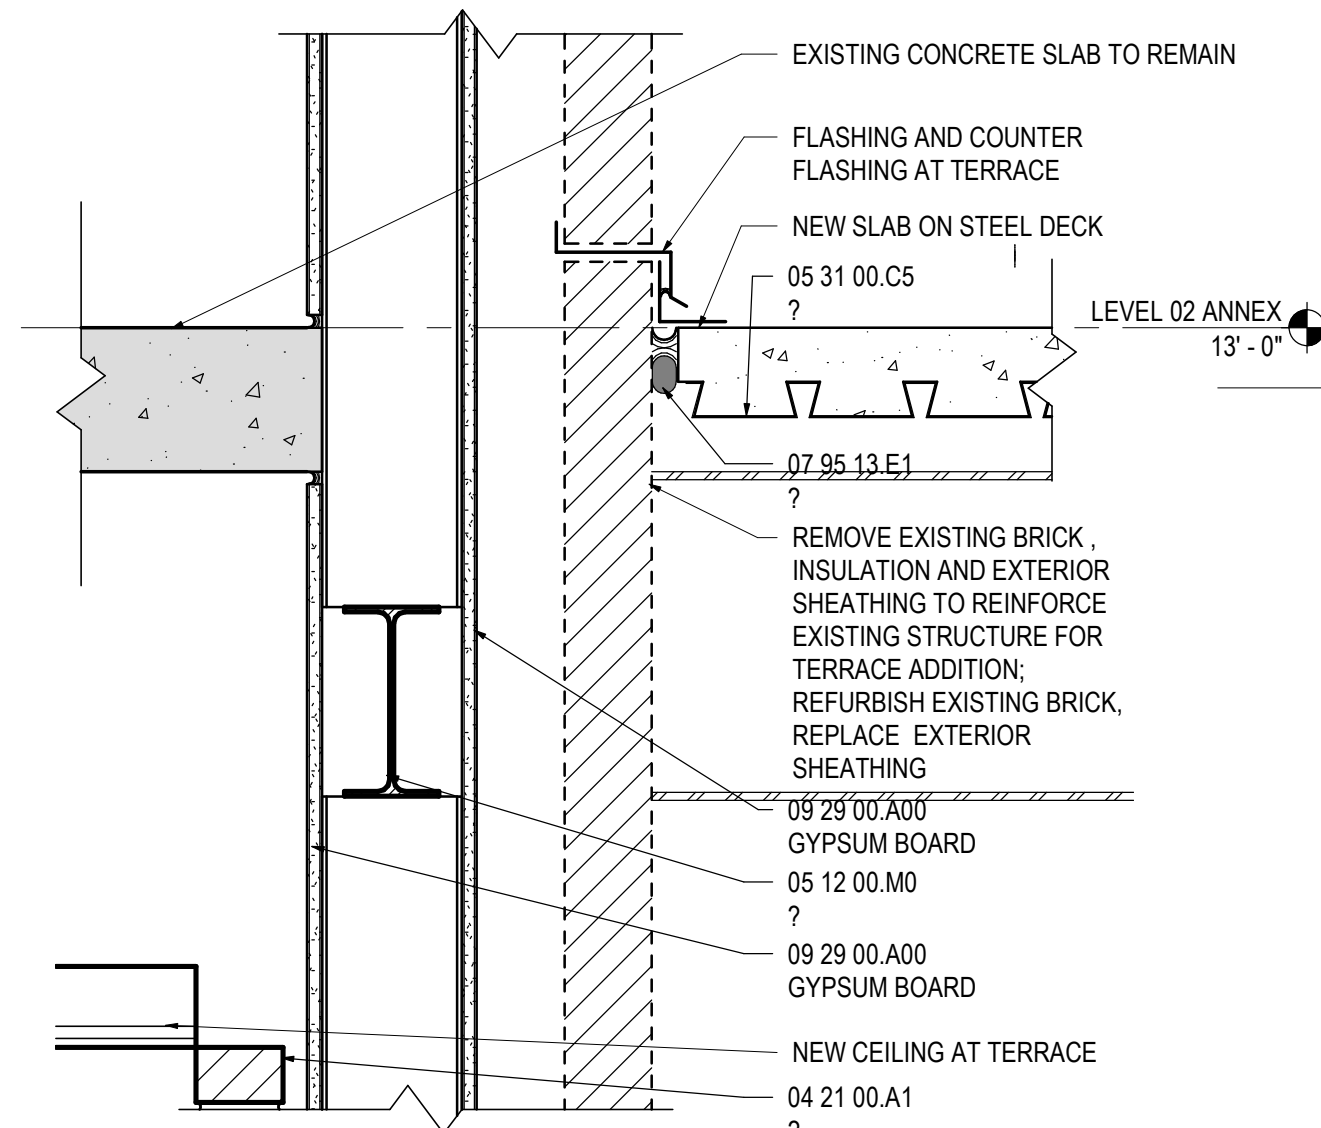 EXISTING CONCRETE SLAB TO REMAIN
FLASHING AND COUNTER
FLASHING AT TERRACE
NEW SLAB ON STEEL DECK
05 31 00.C5
?
LEVEL 02 ANNEX
13' - 0"
07 95 13.E1
?
REMOVE EXISTING BRICK ,
INSULATION AND EXTERIOR
SHEATHING TO REINFORCE
EXISTING STRUCTURE FOR
TERRACE ADDITION;
REFURBISH EXISTING BRICK,
REPLACE EXTERIOR
SHEATHING
09 29 00.A00
GYPSUM BOARD
05 12 00.M0
?
09 29 00.A00
GYPSUM BOARD
NEW CEILING AT TERRACE
04 21 00.A1
?